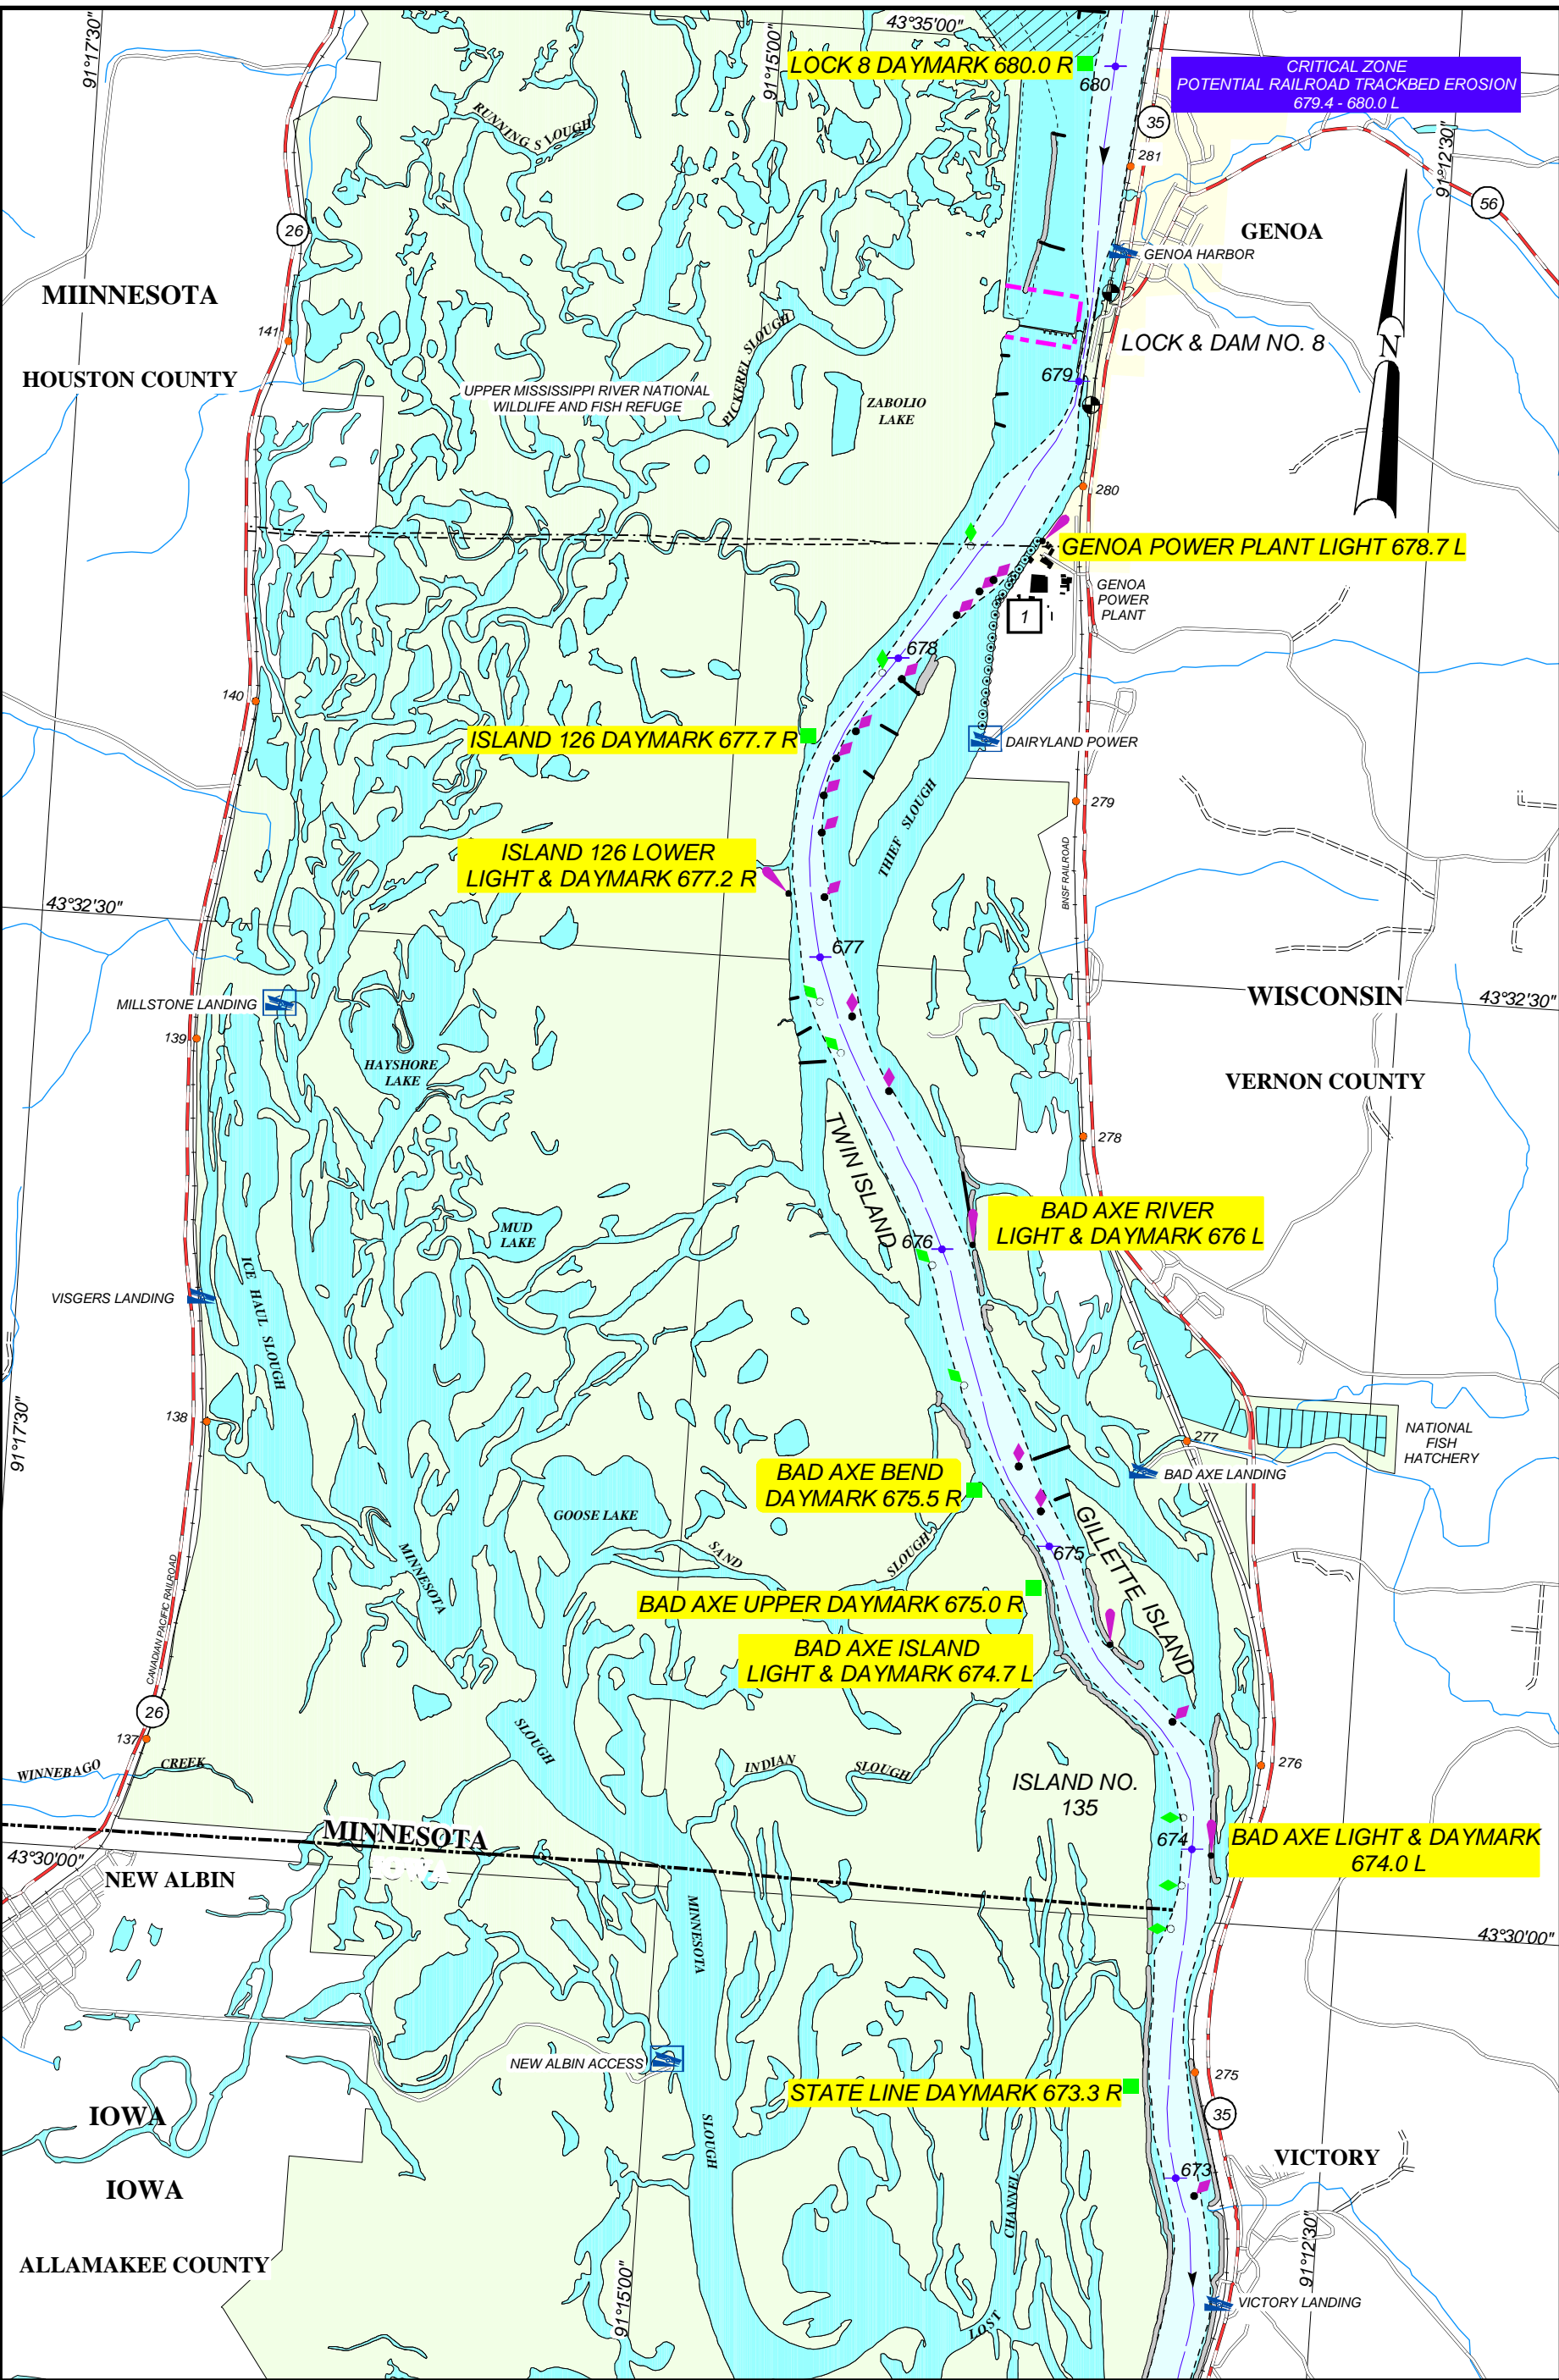 43°35'00"
91°17'30"
91°15'00"
LOCK 8 DAYMARK 680.0 R
680
CRITICAL ZONE
POTENTIAL RAILROAD TRACKBED EROSION
679.4 - 680.0 L
35
281
91°12'30"
56
RUNNING SLOUGH
26
GENOA
GENOA HARBOR
MIINNESOTA
141
LOCK & DAM NO. 8
N
HOUSTON COUNTY
679
UPPER MISSISSIPPI RIVER NATIONAL
WILDLIFE AND FISH REFUGE
PICKEREL SLOUGH
ZABOLIO
LAKE
280
GENOA POWER PLANT LIGHT 678.7 L
GENOA
POWER
PLANT
1
678
140
ISLAND 126 DAYMARK 677.7 R
DAIRYLAND POWER
279
THIEF SLOUGH
ISLAND 126 LOWER
LIGHT & DAYMARK 677.2 R
BNSF RAILROAD
43°32'30"
677
WISCONSIN
43°32'30"
MILLSTONE LANDING
139
HAYSHORE
LAKE
VERNON COUNTY
278
TWIN ISLAND
BAD AXE RIVER
LIGHT & DAYMARK 676 L
MUD
LAKE
676
ICE HAUL SLOUGH
VISGERS LANDING
91°17'30"
138
277
NATIONAL
FISH
HATCHERY
BAD AXE LANDING
BAD AXE BEND
DAYMARK 675.5 R
GOOSE LAKE
SAND
SLOUGH
675
GILLETTE ISLAND
MINNESOTA
CANADIAN PACIFIC RAILROAD
BAD AXE UPPER DAYMARK 675.0 R
BAD AXE ISLAND
LIGHT & DAYMARK 674.7 L
26
137
SLOUGH
WINNEBAGO
CREEK
INDIAN
SLOUGH
276
ISLAND NO.
135
MINNESOTA
IOWA
674
BAD AXE LIGHT & DAYMARK
674.0 L
43°30'00"
NEW ALBIN
MINNESOTA
43°30'00"
NEW ALBIN ACCESS
275
STATE LINE DAYMARK 673.3 R
35
IOWA
SLOUGH
VICTORY
673
IOWA
CHANNEL
ALLAMAKEE COUNTY
91°15'00"
91°12'30"
VICTORY LANDING
LOST